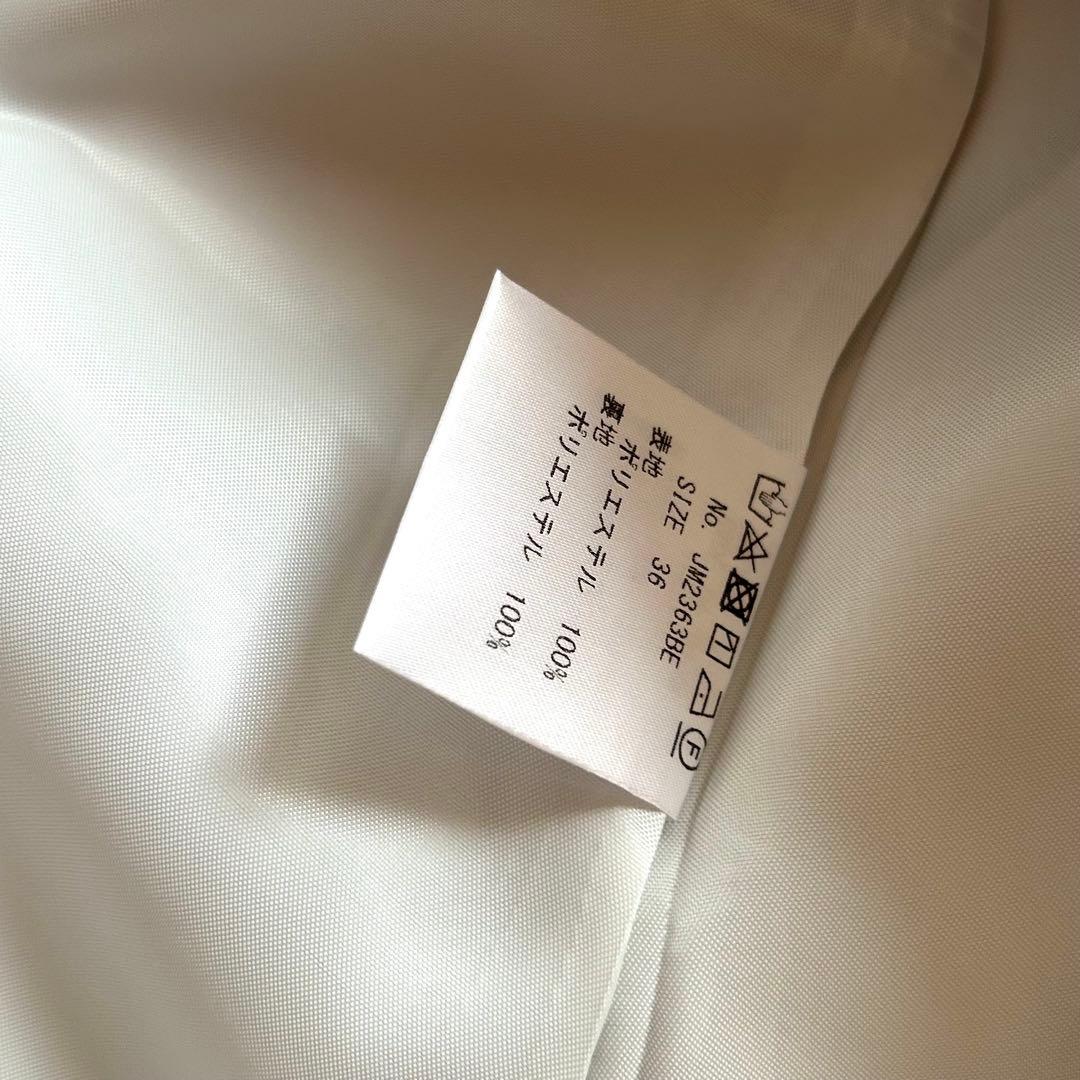 No. JM2363BE
SIZE 36
表地
ポリエステル 100%
裏地
ポリエステル 100%
F